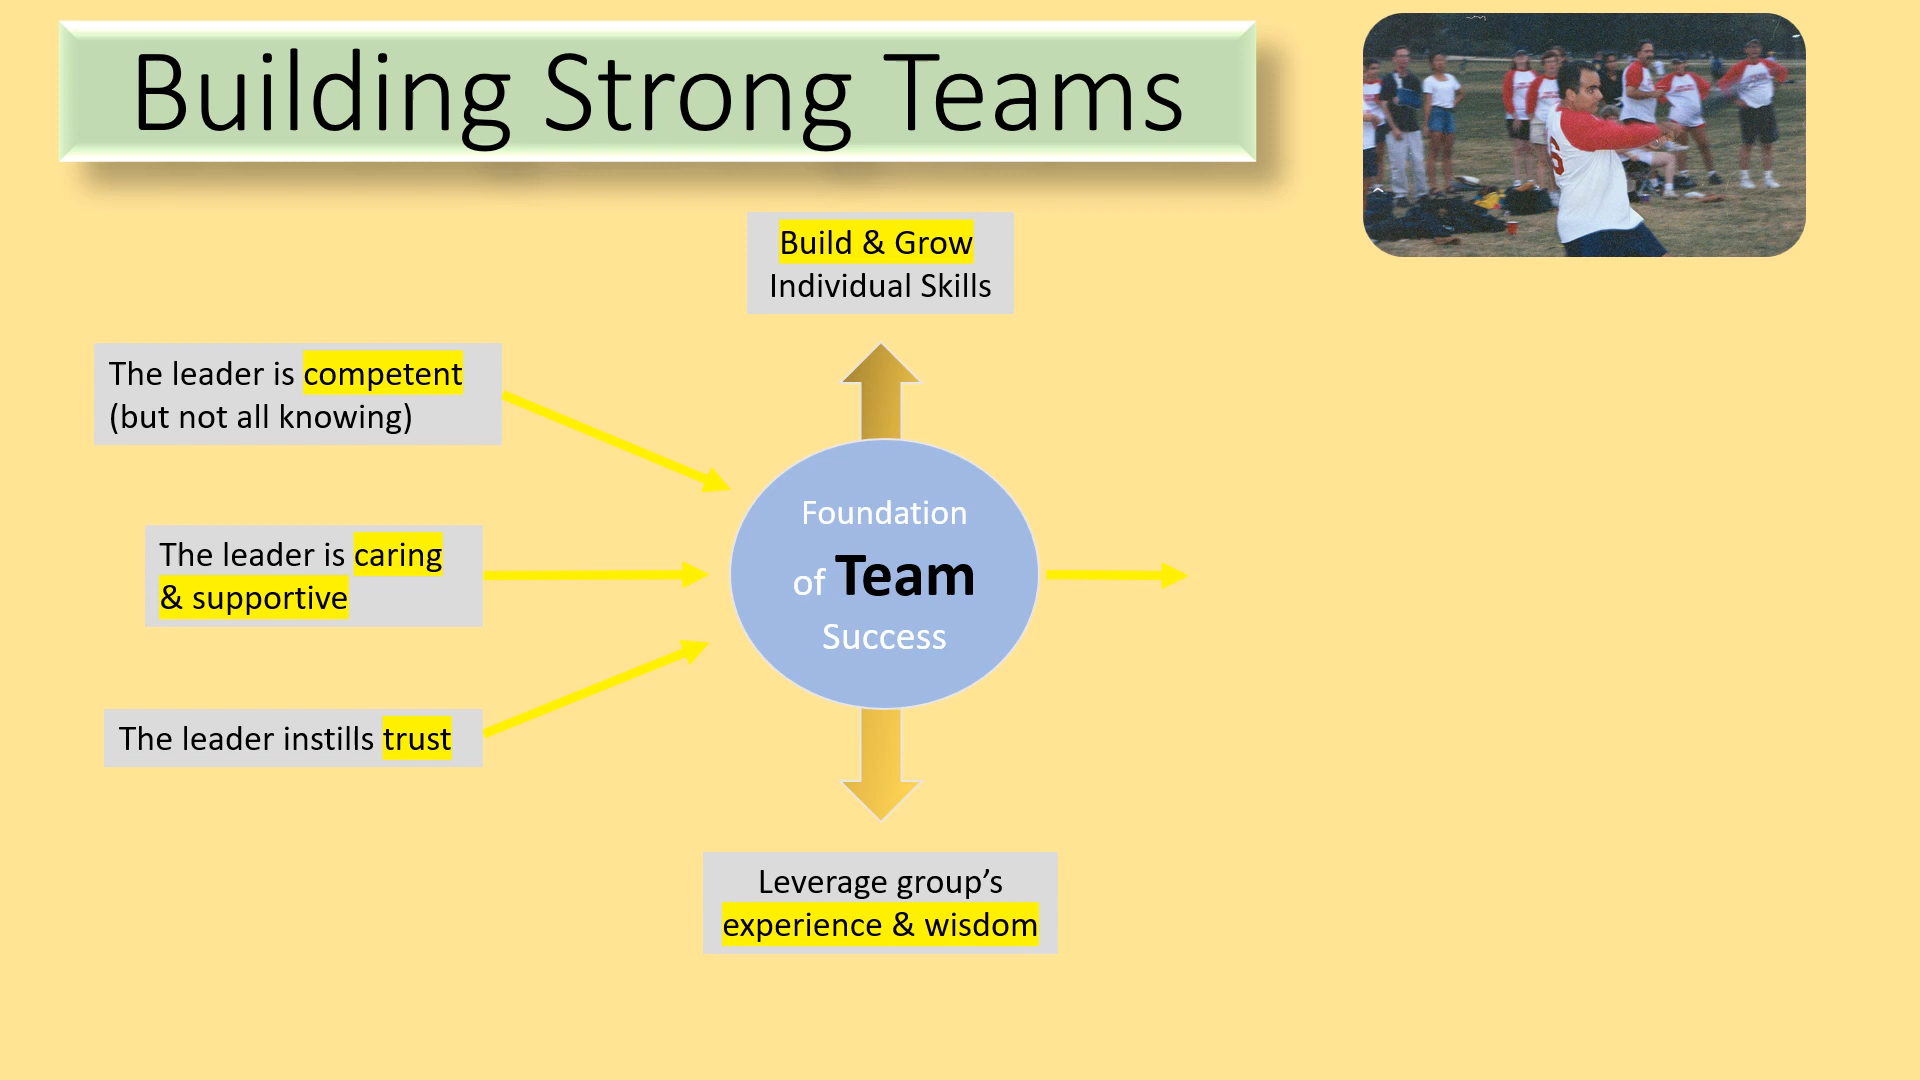 Building Strong Teams
Build & Grow
Individual Skills
The leader is competent
(but not all knowing)
The leader is caring
& supportive
The leader instills trust
Foundation
of Team
Success
Leverage group’s
experience & wisdom